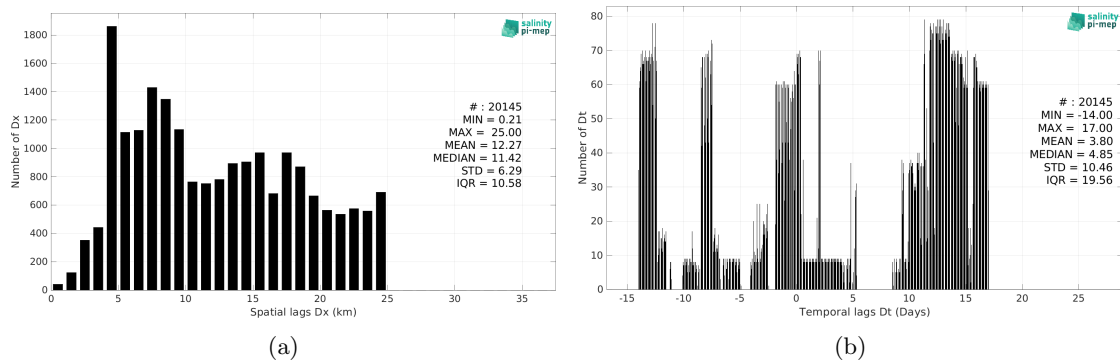 salinity
pi-mep
1800
1600
1400
1200
1000
800
600
400
200
0
Number of Dx
# : 20145
MIN = 0.21
MAX = 25.00
MEAN = 12.27
MEDIAN = 11.42
STD = 6.29
IQR = 10.58
0 5 10 15 20 25 30 35
Spatial lags Dx (km)
(a)
salinity
pi-mep
80
70
60
50
40
30
20
10
0
Number of Dt
# : 20145
MIN = -14.00
MAX = 17.00
MEAN = 3.80
MEDIAN = 4.85
STD = 10.46
IQR = 19.56
-15 -10 -5 0 5 10 15 20 25
Temporal lags Dt (Days)
(b)